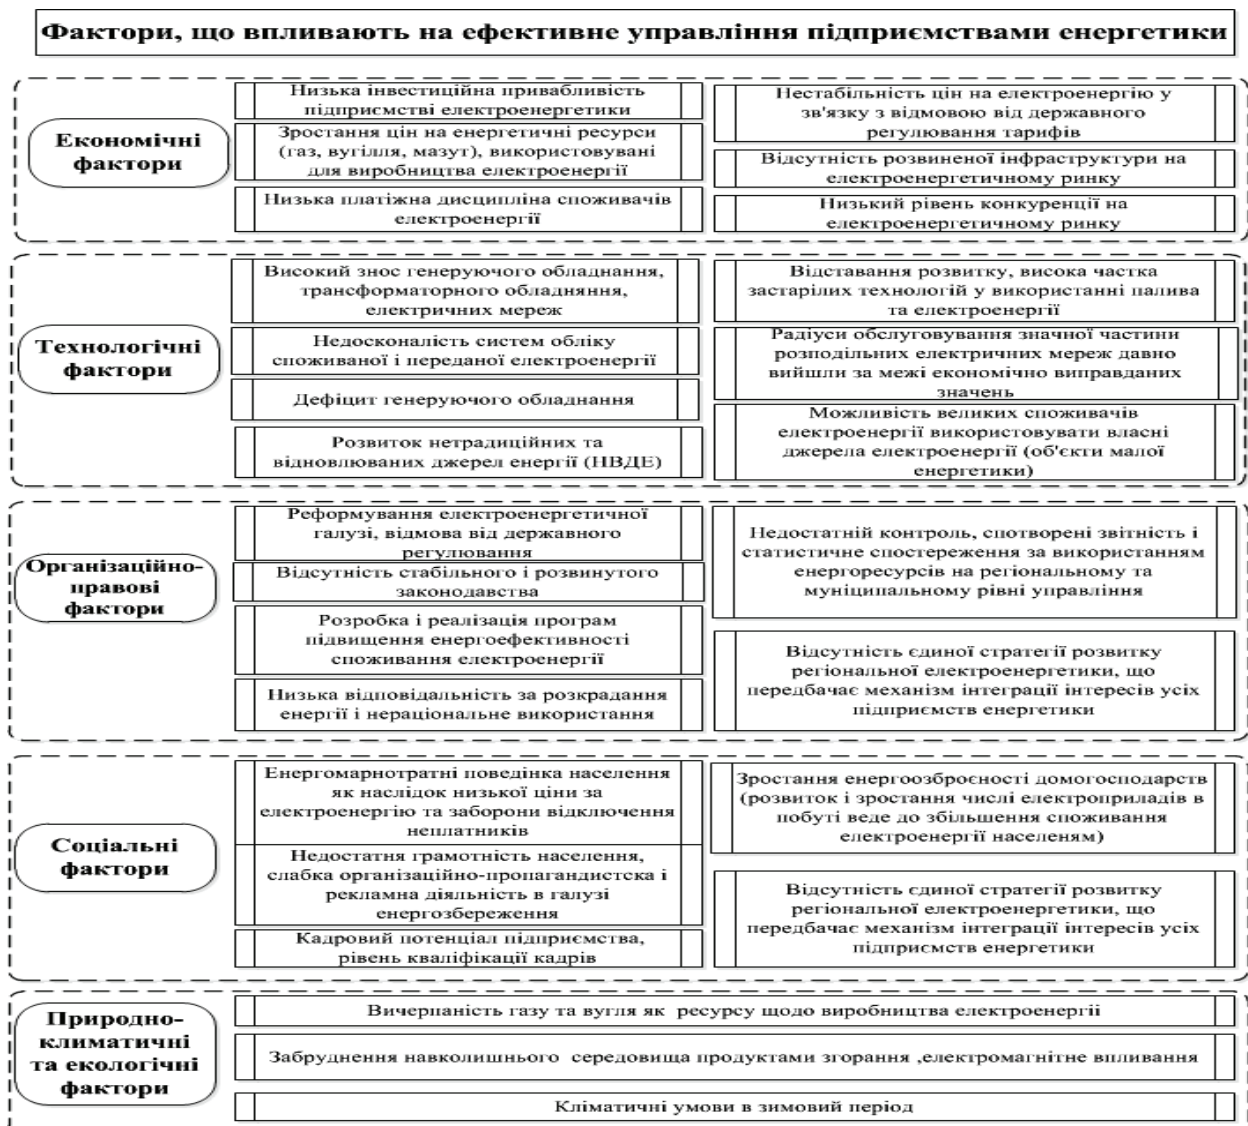 Фактори, що впливають на ефективне управління підприємствами енергетики
Економічні
фактори
Низька інвестиційна привабливість
підприємстві електроенергетики
Зростання цін на енергетичні ресурси
(газ, вугілля, мазут), використовувані
для виробництва електроенергії
Низька платіжна дисципліна споживачів
електроенергії
Нестабільність цін на електроенергію у
зв'язку з відмовою від державного
регулювання тарифів
Відсутність розвиненої інфраструктури на
електроенергетичному ринку
Низький рівень конкуренції на
електроенергетичному ринку
Технологічні
фактори
Високий знос генеруючого обладнання,
трансформаторного обладняння,
електричних мереж
Недосконалість систем обліку
споживаної і переданої електроенергії
Дефіцит генеруючого обладнання
Розвиток нетрадиційних та
відновлюваних джерел енергії (НВДЕ)
Відставання розвитку, висока частка
застарілих технологій у використанні палива
та електроенергії
Радіуси обслуговування значної частини
розподільних електричних мереж давно
вийшли за межі економічно виправданих
значень
Можливість великих споживачів
електроенергії використовувати власні
джерела електроенергії (об'єкти малої
енергетики)
Організаційно-
правові
фактори
Реформування електроенергетичної
галузі, відмова від державного
регулювання
Відсутність стабільного і розвинутого
законодавства
Розробка і реалізація програм
підвищення енергоефективності
споживання електроенергії
Низька відповідальність за розкрадання
енергії і нераціональне використання
Недостатній контроль, спотворені звітність і
статистичне спостереження за використанням
енергоресурсів на регіональному та
муніципальному рівні управління
Відсутність єдиної стратегії розвитку
регіональної електроенергетики, що
передбачає механізм інтеграції інтересів усіх
підприємств енергетики
Соціальні
фактори
Енергомарнотратні поведінка населення
як наслідок низької ціни за
електроенергію та заборони відключення
неплатників
Недостатня грамотність населення,
слабка організаційно-пропагандистска і
рекламна діяльність в галузі
енергозбереження
Кадровий потенціал підприємства,
рівень кваліфікації кадрів
Зростання енергоозброєності домогосподарств
(розвиток і зростання числі електроприладів в
побуті веде до збільшення споживання
електроенергії населеням)
Відсутність єдиної стратегії розвитку
регіональної електроенергетики, що
передбачає механізм інтеграції інтересів усіх
підприємств енергетики
Природно-
климатичні
та екологічні
фактори
Вичерпаність газу та вугля як ресурсу щодо виробництва електроенергії
Забруднення навколишнього середовища продуктами згорання ,електромагнітне впливання
Кліматичні умови в зимовий період